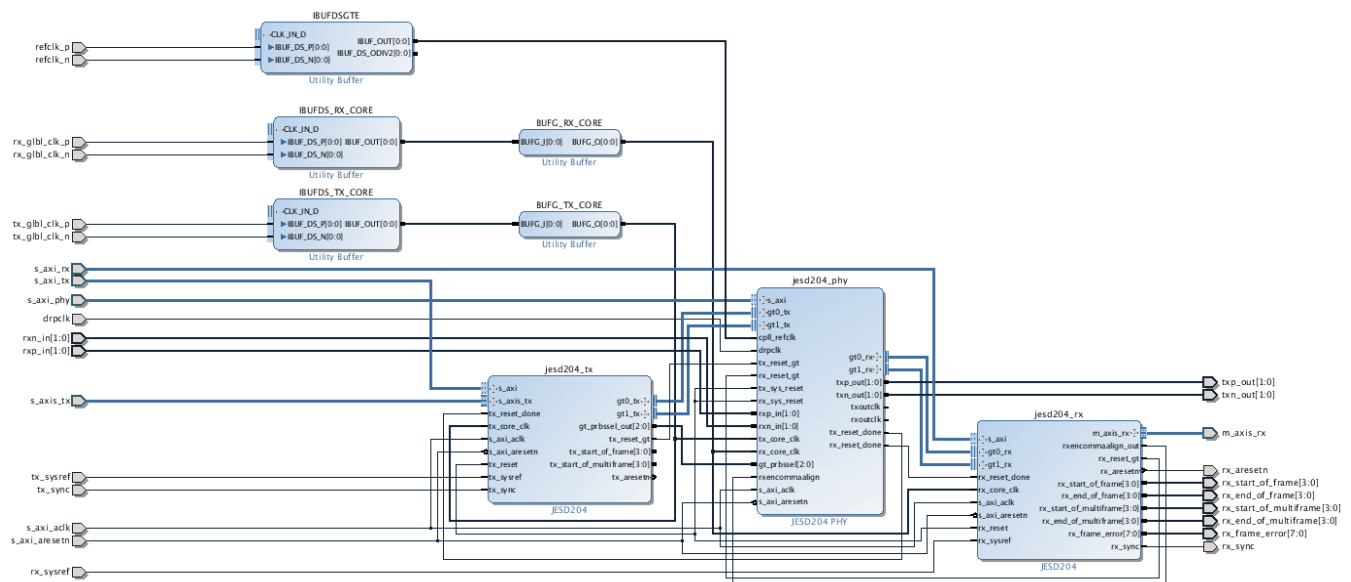 IBUFDSGTE
CLK_IN_D
IBUF_DS_P[0:0]
IBUF_DS_N[0:0]
IBUF_OUT[0:0]
IBUF_DS_ODIV2[0:0]
Utility Buffer
refclk_p
refclk_n
IBUFDS_RX_CORE
CLK_IN_D
IBUF_DS_P[0:0] IBUF_OUT[0:0]
IBUF_DS_N[0:0]
Utility Buffer
BUFG_RX_CORE
BUFG_I[0:0] BUFG_O[0:0]
Utility Buffer
rx_glbl_clk_p
rx_glbl_clk_n
IBUFDS_TX_CORE
CLK_IN_D
IBUF_DS_P[0:0] IBUF_OUT[0:0]
IBUF_DS_N[0:0]
Utility Buffer
BUFG_TX_CORE
BUFG_I[0:0] BUFG_O[0:0]
Utility Buffer
tx_glbl_clk_p
tx_glbl_clk_n
s_axi_rx
s_axi_tx
s_axi_phy
drpclk
rxn_in[1:0]
rxp_in[1:0]
s_axis_tx
tx_sysref
tx_sync
s_axi_aclk
s_axi_aresetn
rx_sysref
jesd204_tx
s_axi
s_axis_tx
tx_reset_done
tx_core_clk
s_axi_aclk
s_axi_aresetn
tx_reset
tx_sysref
tx_sync
gt0_tx
gt1_tx
gt_prbssel_out[2:0]
tx_reset_gt
tx_start_of_frame[3:0]
tx_start_of_multiframe[3:0]
tx_aresetn
JESD204
jesd204_phy
s_axi
gt0_tx
gt1_tx
cpll_refclk
drpclk
tx_reset_gt
rx_reset_gt
tx_sys_reset
rx_sys_reset
rxp_in[1:0]
rxn_in[1:0]
tx_core_clk
rx_core_clk
gt_prbssel[2:0]
rxencommaalign
s_axi_aclk
s_axi_aresetn
gt0_rx
gt1_rx
txp_out[1:0]
txn_out[1:0]
txoutclk
rxoutclk
tx_reset_done
rx_reset_done
JESD204 PHY
jesd204_rx
s_axi
gt0_rx
gt1_rx
rx_reset_done
rx_core_clk
s_axi_aclk
s_axi_aresetn
rx_reset
rx_sysref
m_axis_rx
rxencommaalign_out
rx_reset_gt
rx_aresetn
rx_start_of_frame[3:0]
rx_end_of_frame[3:0]
rx_start_of_multiframe[3:0]
rx_end_of_multiframe[3:0]
rx_frame_error[7:0]
rx_sync
JESD204
txp_out[1:0]
txn_out[1:0]
m_axis_rx
rx_aresetn
rx_start_of_frame[3:0]
rx_end_of_frame[3:0]
rx_start_of_multiframe[3:0]
rx_end_of_multiframe[3:0]
rx_frame_error[7:0]
rx_sync